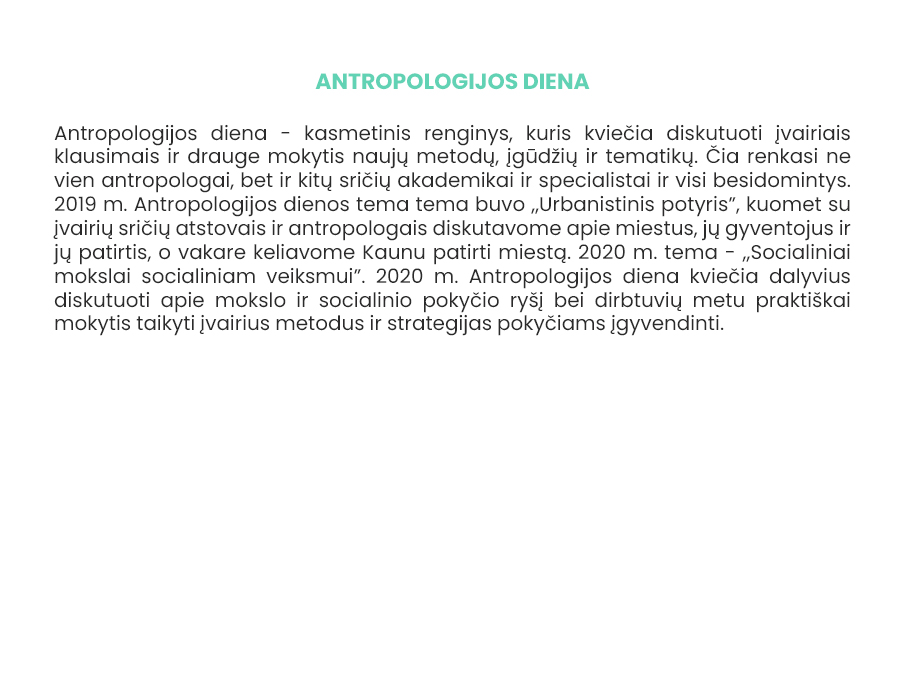 ANTROPOLOGIJOS DIENA
Antropologijos diena - kasmetinis renginys, kuris kviečia diskutuoti įvairiais
klausimais ir drauge mokytis naujų metodų, įgūdžių ir tematikų. Čia renkasi ne
vien antropologai, bet ir kitų sričių akademikai ir specialistai ir visi besidomintys.
2019 m. Antropologijos dienos tema tema buvo „Urbanistinis potyris”, kuomet su
įvairių sričių atstovais ir antropologais diskutavome apie miestus, jų gyventojus ir
jų patirtis, o vakare keliavome Kaunu patirti miestą. 2020 m. tema - „Socialiniai
mokslai socialiniam veiksmui”. 2020 m. Antropologijos diena kviečia dalyvius
diskutuoti apie mokslo ir socialinio pokyčio ryšį bei dirbtuvių metu praktiškai
mokytis taikyti įvairius metodus ir strategijas pokyčiams įgyvendinti.